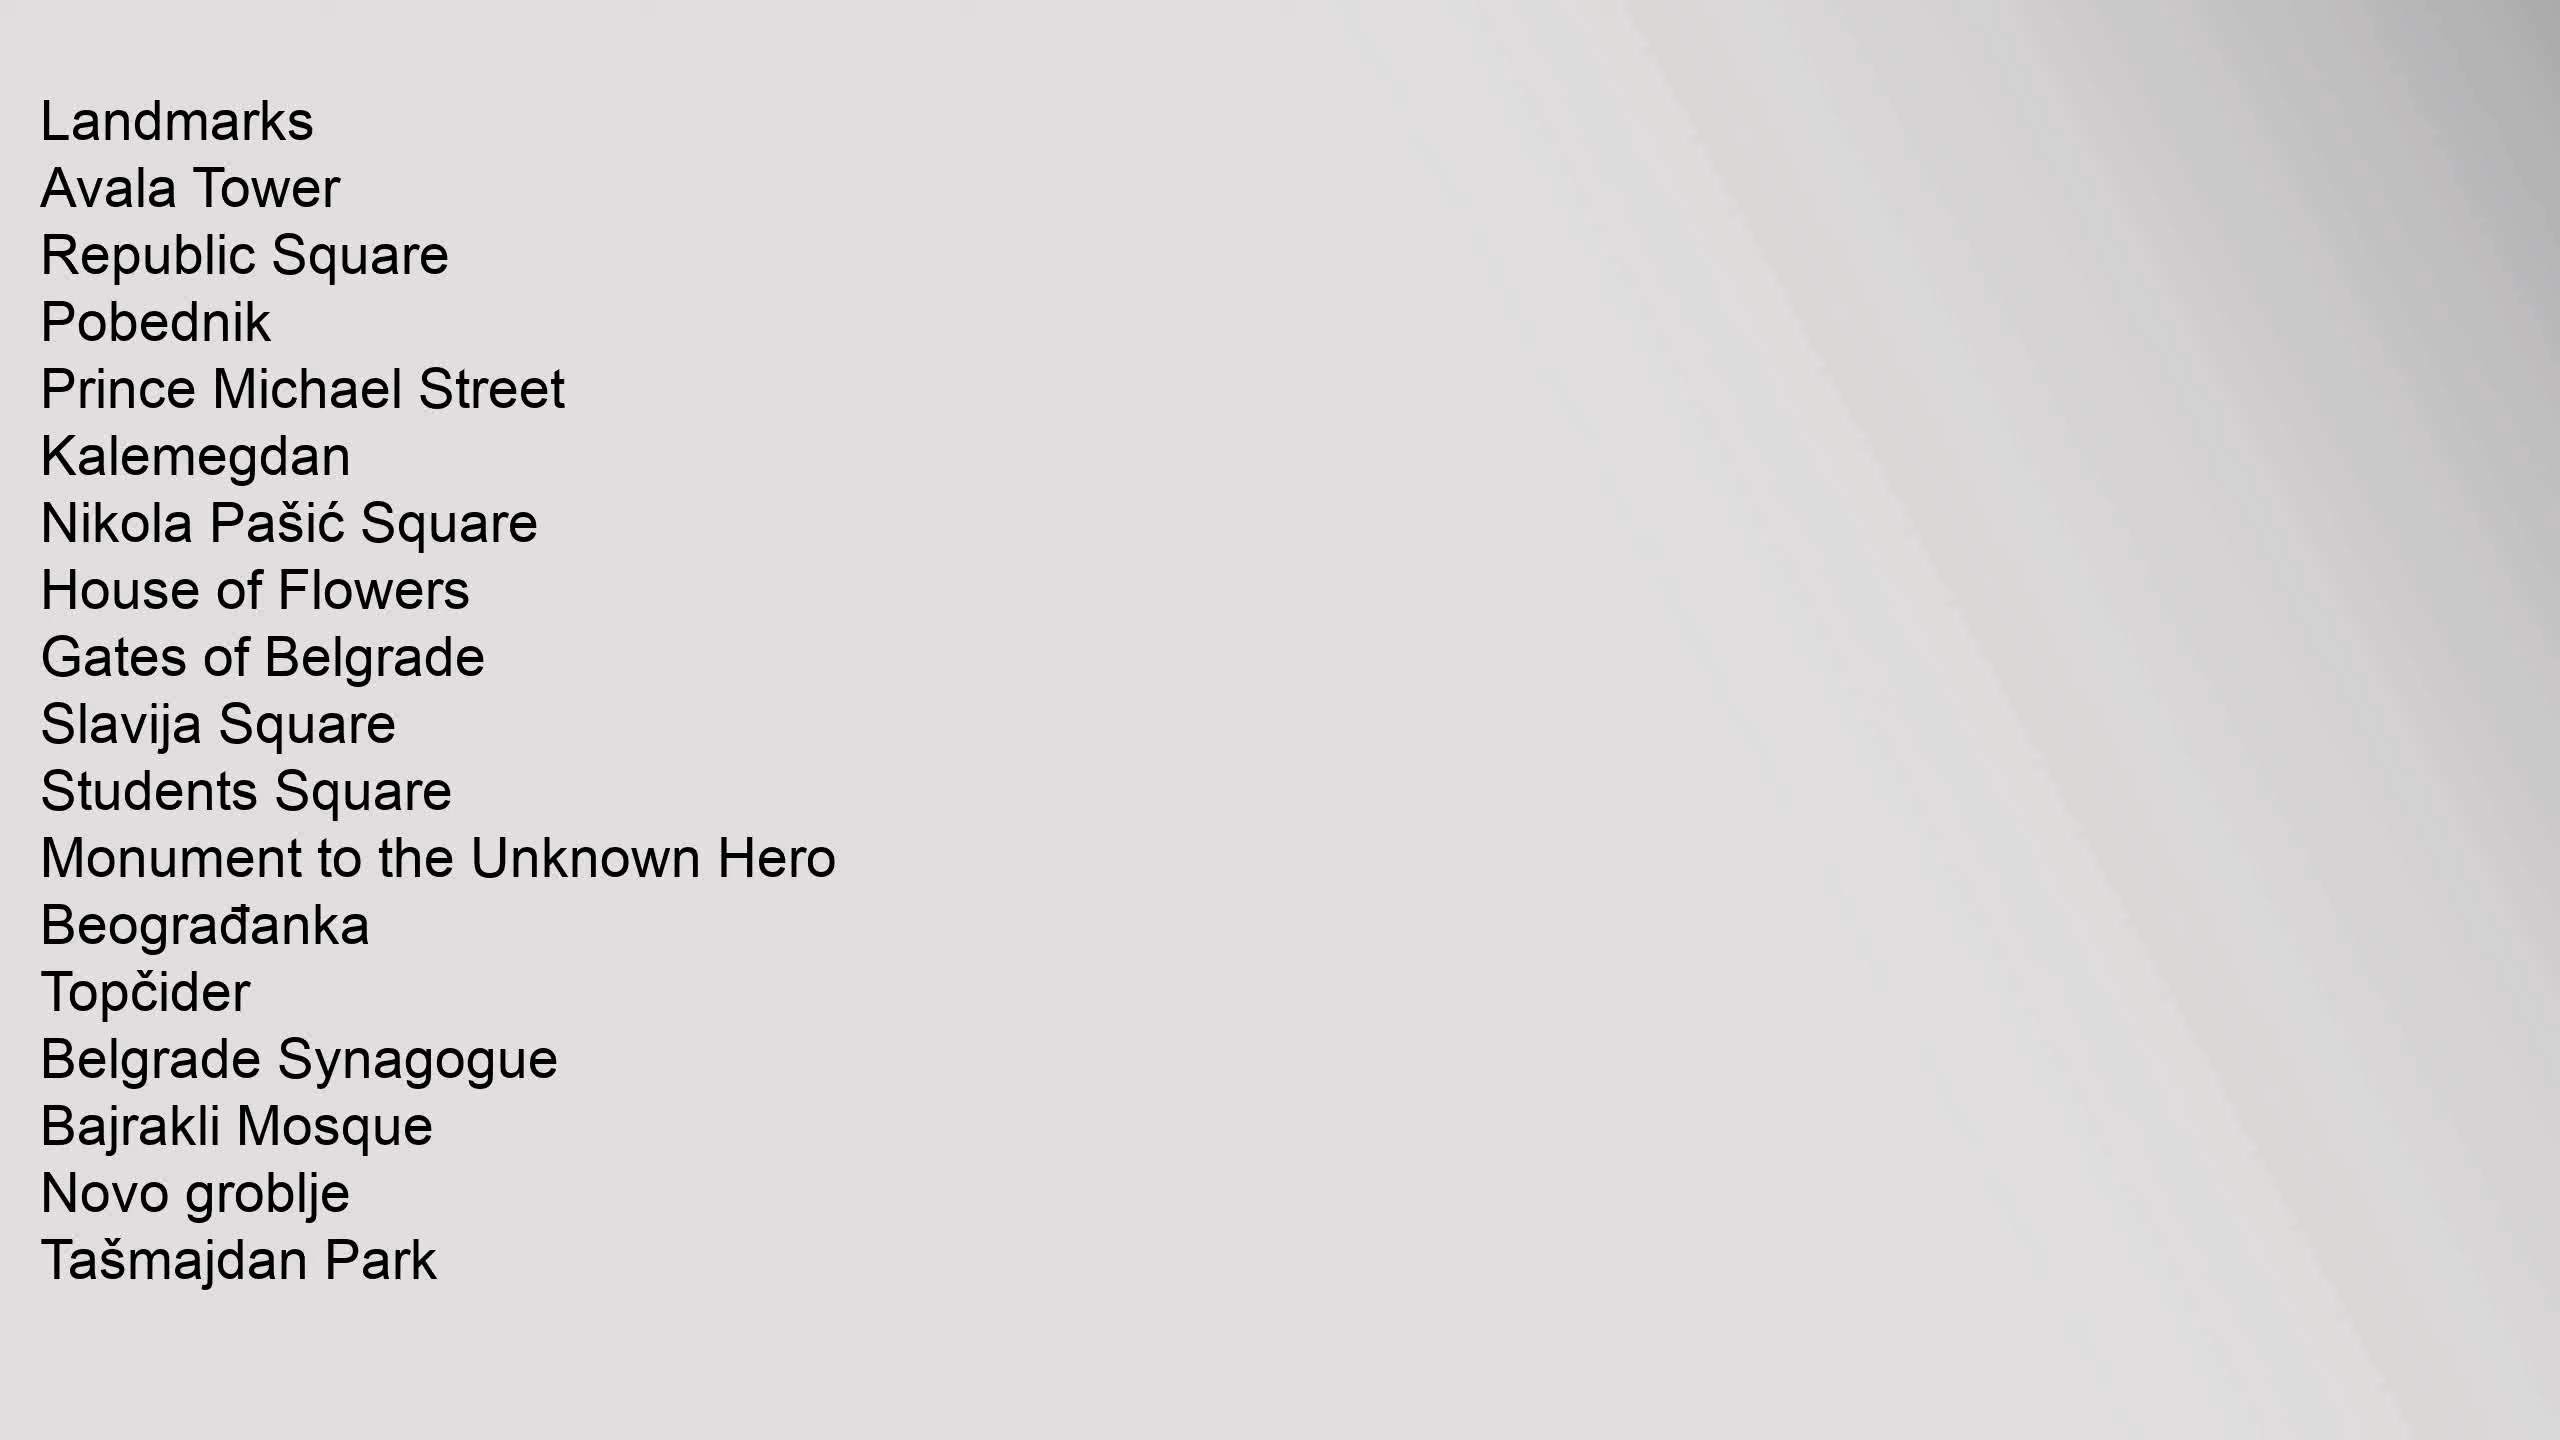 Landmarks
Avala Tower
Republic Square
Pobednik
Prince Michael Street
Kalemegdan
Nikola Pašić Square
House of Flowers
Gates of Belgrade
Slavija Square
Students Square
Monument to the Unknown Hero
Beograđanka
Topčider
Belgrade Synagogue
Bajrakli Mosque
Novo groblje
Tašmajdan Park